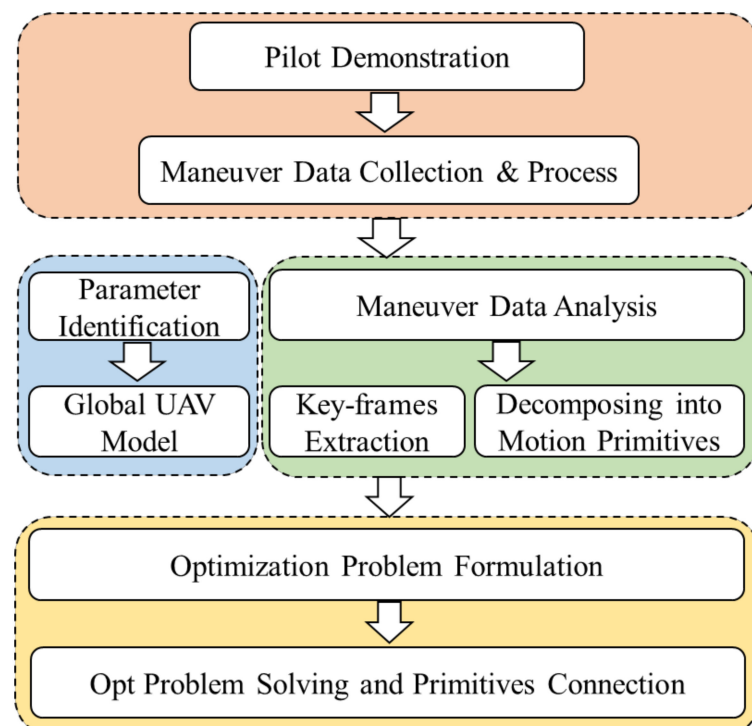 Pilot Demonstration
Maneuver Data Collection & Process
Parameter
Identification
Global UAV
Model
Maneuver Data Analysis
Key-frames
Extraction
Decomposing into
Motion Primitives
Optimization Problem Formulation
Opt Problem Solving and Primitives Connection